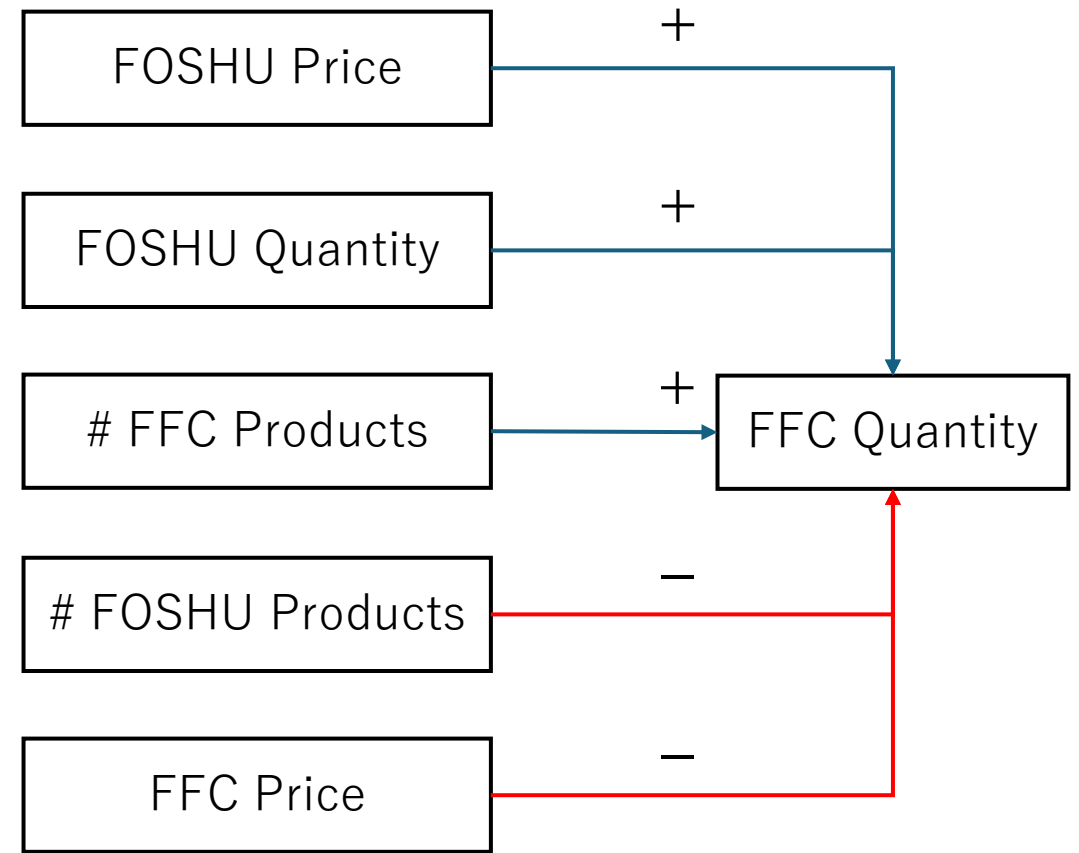 +
FOSHU Price
+
FOSHU Quantity
+
# FFC Products
FFC Quantity
−
# FOSHU Products
−
FFC Price